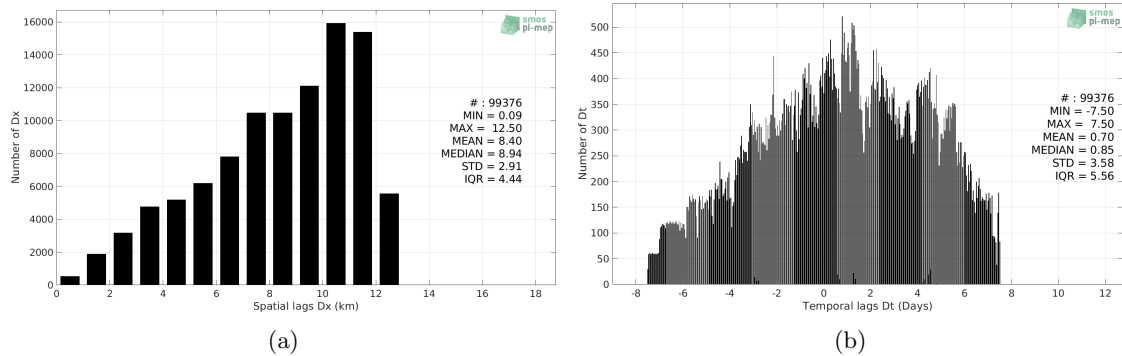 16000
14000
12000
10000
8000
6000
4000
2000
0
0 2 4 6 8 10 12 14 16 18
Number of Dx
Spatial lags Dx (km)
smos
pi-mep
# : 99376
MIN = 0.09
MAX = 12.50
MEAN = 8.40
MEDIAN = 8.94
STD = 2.91
IQR = 4.44
(a)
500
450
400
350
300
250
200
150
100
50
0
-8 -6 -4 -2 0 2 4 6 8 10 12
Number of Dt
Temporal lags Dt (Days)
smos
pi-mep
# : 99376
MIN = -7.50
MAX = 7.50
MEAN = 0.70
MEDIAN = 0.85
STD = 3.58
IQR = 5.56
(b)